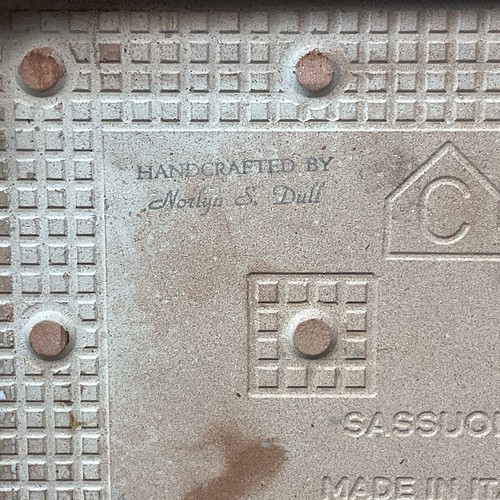 HANDCRAFTED BY
Norlyn S. Dull
C
SASSUO
MADE IN IT